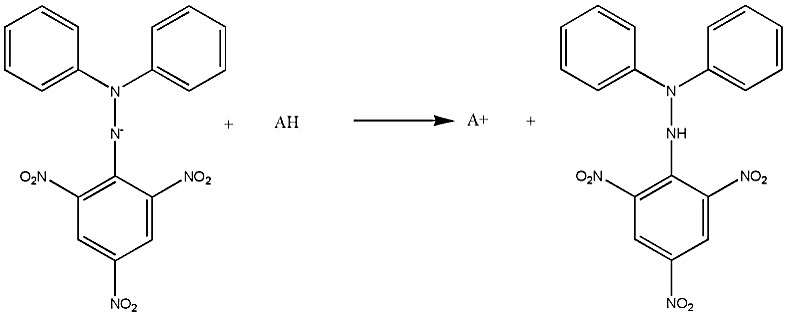 N N
N- + AH A+ + NH
O2N NO2 O2N NO2
NO2 NO2